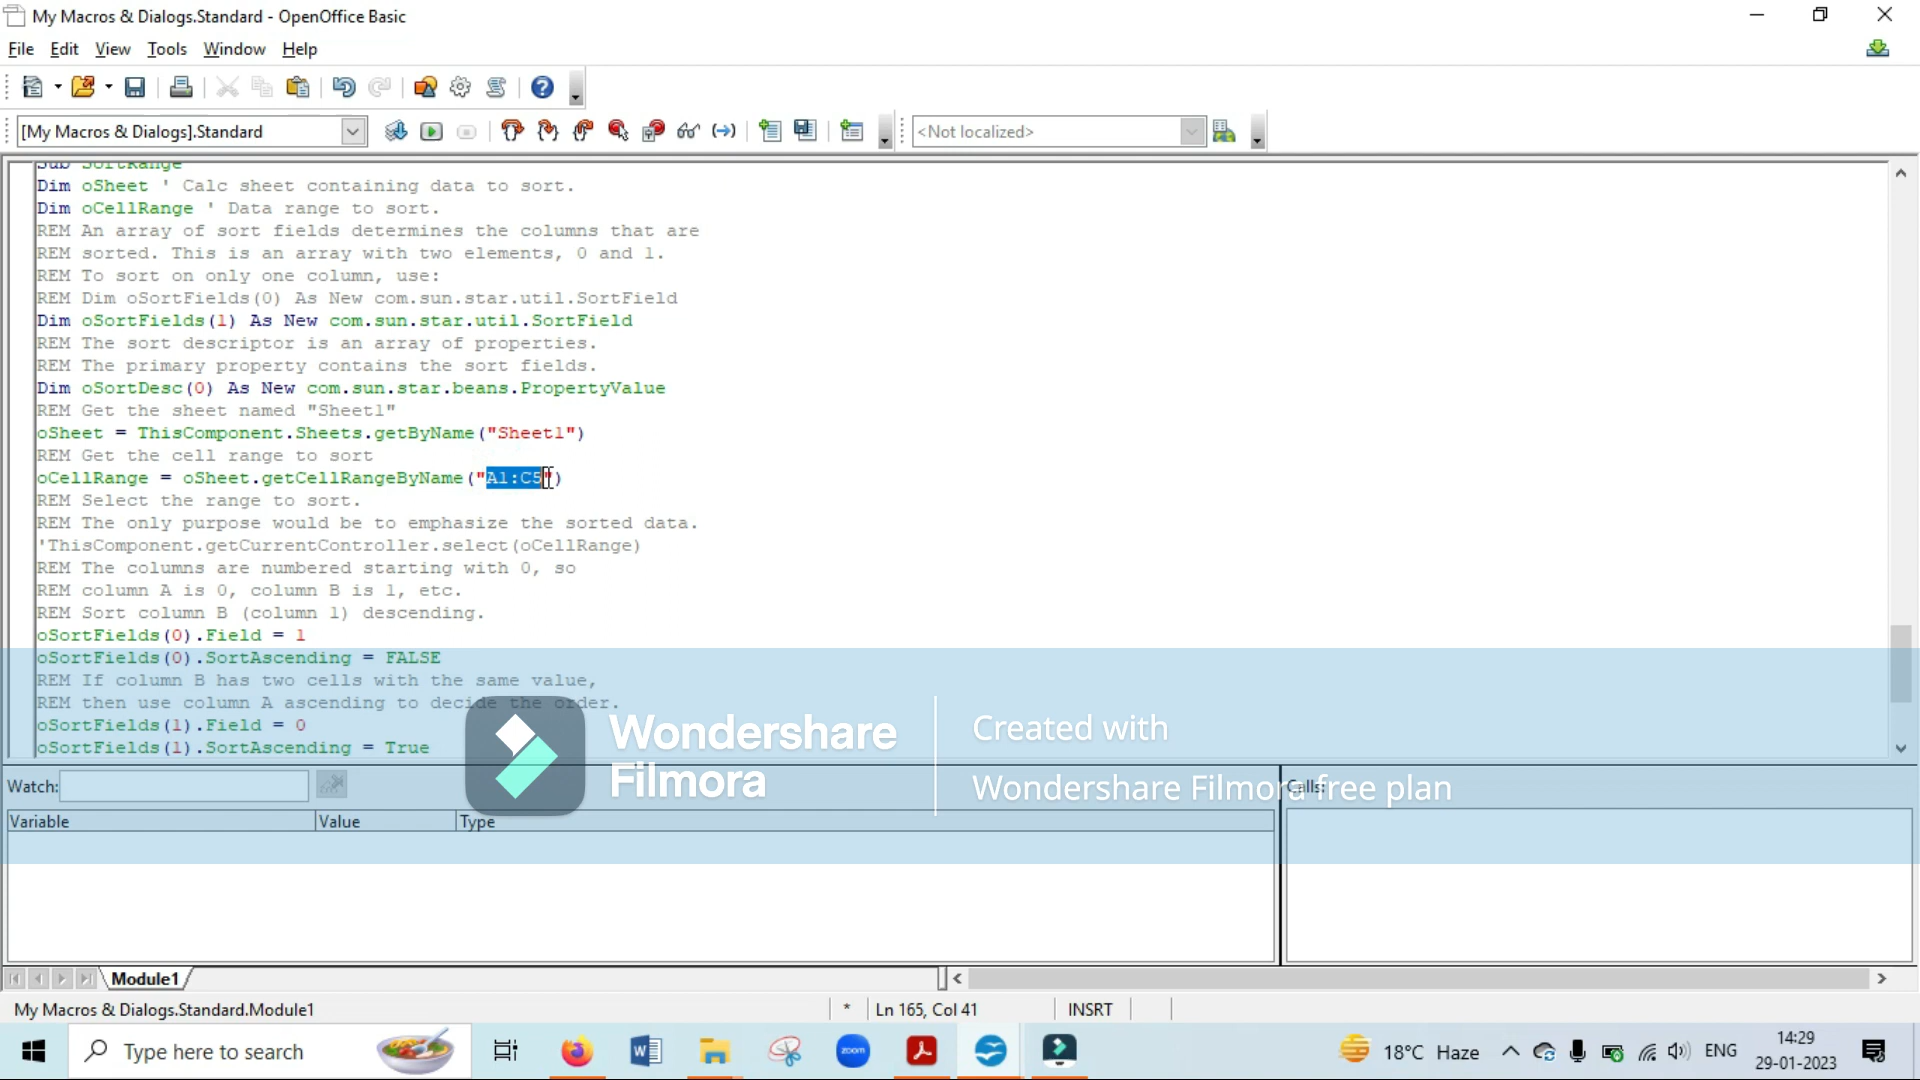 My Macros & Dialogs.Standard - OpenOffice Basic
File Edit View Tools Window Help
[My Macros & Dialogs].Standard
<Not localized>
Sub SortRange
Dim oSheet ' Calc sheet containing data to sort.
Dim oCellRange ' Data range to sort.
REM An array of sort fields determines the columns that are
REM sorted. This is an array with two elements, 0 and 1.
REM To sort on only one column, use:
REM Dim oSortFields(0) As New com.sun.star.util.SortField
Dim oSortFields(1) As New com.sun.star.util.SortField
REM The sort descriptor is an array of properties.
REM The primary property contains the sort fields.
Dim oSortDesc(0) As New com.sun.star.beans.PropertyValue
REM Get the sheet named "Sheet1"
oSheet = ThisComponent.Sheets.getByName("Sheet1")
REM Get the cell range to sort
oCellRange = oSheet.getCellRangeByName("A1:C5")
REM Select the range to sort.
REM The only purpose would be to emphasize the sorted data.
'ThisComponent.getCurrentController.select(oCellRange)
REM The columns are numbered starting with 0, so
REM column A is 0, column B is 1, etc.
REM Sort column B (column 1) descending.
oSortFields(0).Field = 1
oSortFields(0).SortAscending = FALSE
REM If column B has two cells with the same value,
REM then use column A ascending to decide the order.
oSortFields(1).Field = 0
oSortFields(1).SortAscending = True
Wondershare
Filmora
Created with
Wondershare Filmora free plan
Watch:
Calls:
Variable Value Type
Module1
My Macros & Dialogs.Standard.Module1
*
Ln 165, Col 41
INSRT
Type here to search
zoom
18°C Haze
ENG
14:29
29-01-2023